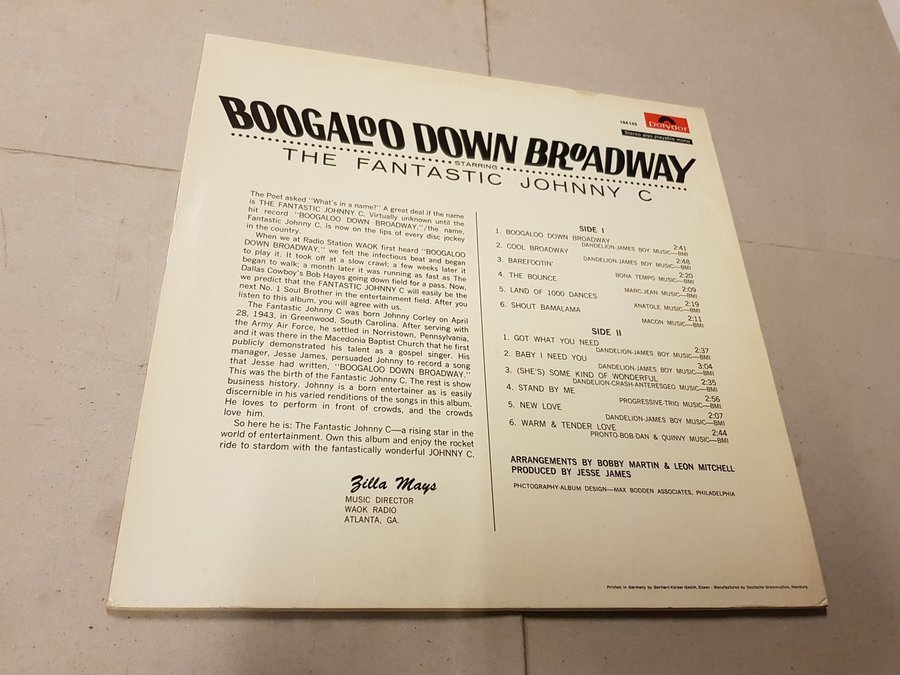 BOOGALOO DOWN BROADWAY
STARRING
THE FANTASTIC JOHNNY C
184 142
Polydor
Stereo also playable mono
The Poet asked "What's in a name?" A great deal if the name
is THE FANTASTIC JOHNNY C. Virtually unknown until the
hit record "BOOGALOO DOWN BROADWAY,"/the name,
Fantastic Johnny C, is now on the lips of every disc jockey
in the country.
When we at Radio Station WAOK first heard "BOOGALOO
DOWN BROADWAY," we felt the infectious beat and began
to play it. It took off at a slow crawl; a few weeks later it
began to walk; a month later it was running as fast as The
Dallas Cowboy's Bob Hayes going down field for a pass. Now,
we predict that the FANTASTIC JOHNNY C will easily be the
next No. 1 Soul Brother in the entertainment field. After you
listen to this album, you will agree with us.
The Fantastic Johnny C was born Johnny Corley on April
28, 1943, in Greenwood, South Carolina. After serving with
the Army Air Force, he settled in Norristown, Pennsylvania,
and it was there in the Macedonia Baptist Church that he first
publicly demonstrated his talent as a gospel singer. His
manager, Jesse James, persuaded Johnny to record a song
that Jesse had written, "BOOGALOO DOWN BROADWAY."
This was the birth of the Fantastic Johnny C. The rest is show
business history. Johnny is a born entertainer as is easily
discernible in his varied renditions of the songs in this album.
He loves to perform in front of crowds, and the crowds
love him.
So here he is: The Fantastic Johnny C—a rising star in the
world of entertainment. Own this album and enjoy the rocket
ride to stardom with the fantastically wonderful JOHNNY C.
Zilla Mays
MUSIC DIRECTOR
WAOK RADIO
ATLANTA, GA.
SIDE I
1. BOOGALOO DOWN BROADWAY 2:41
DANDELION-JAMES BOY MUSIC—BMI
2. COOL BROADWAY 2:48
DANDELION-JAMES BOY MUSIC—BMI
3. BAREFOOTIN' 2:20
BONA TEMPO MUSIC—BMI
4. THE BOUNCE 2:09
MARC-JEAN MUSIC—BMI
5. LAND OF 1000 DANCES 2:19
ANATOLE MUSIC—BMI
6. SHOUT BAMALAMA 2:11
MACON MUSIC—BMI
SIDE II
1. GOT WHAT YOU NEED 2:37
DANDELION-JAMES BOY MUSIC—BMI
2. BABY I NEED YOU 3:04
DANDELION-JAMES BOY MUSIC—BMI
3. (SHE'S) SOME KIND OF WONDERFUL 2:35
DANDELION-CRASH-ANTERESGEO MUSIC—BMI
4. STAND BY ME 2:56
PROGRESSIVE-TRIO MUSIC—BMI
5. NEW LOVE 2:07
DANDELION-JAMES BOY MUSIC—BMI
6. WARM & TENDER LOVE 2:44
PRONTO-BOB-DAN & QUINVY MUSIC—BMI
ARRANGEMENTS BY BOBBY MARTIN & LEON MITCHELL
PRODUCED BY JESSE JAMES
PHOTOGRAPHY-ALBUM DESIGN—MAX BODDEN ASSOCIATES, PHILADELPHIA
Printed in Germany by Gerhard Kaiser GmbH, Essen · Manufactured by Deutsche Grammophon, Hamburg